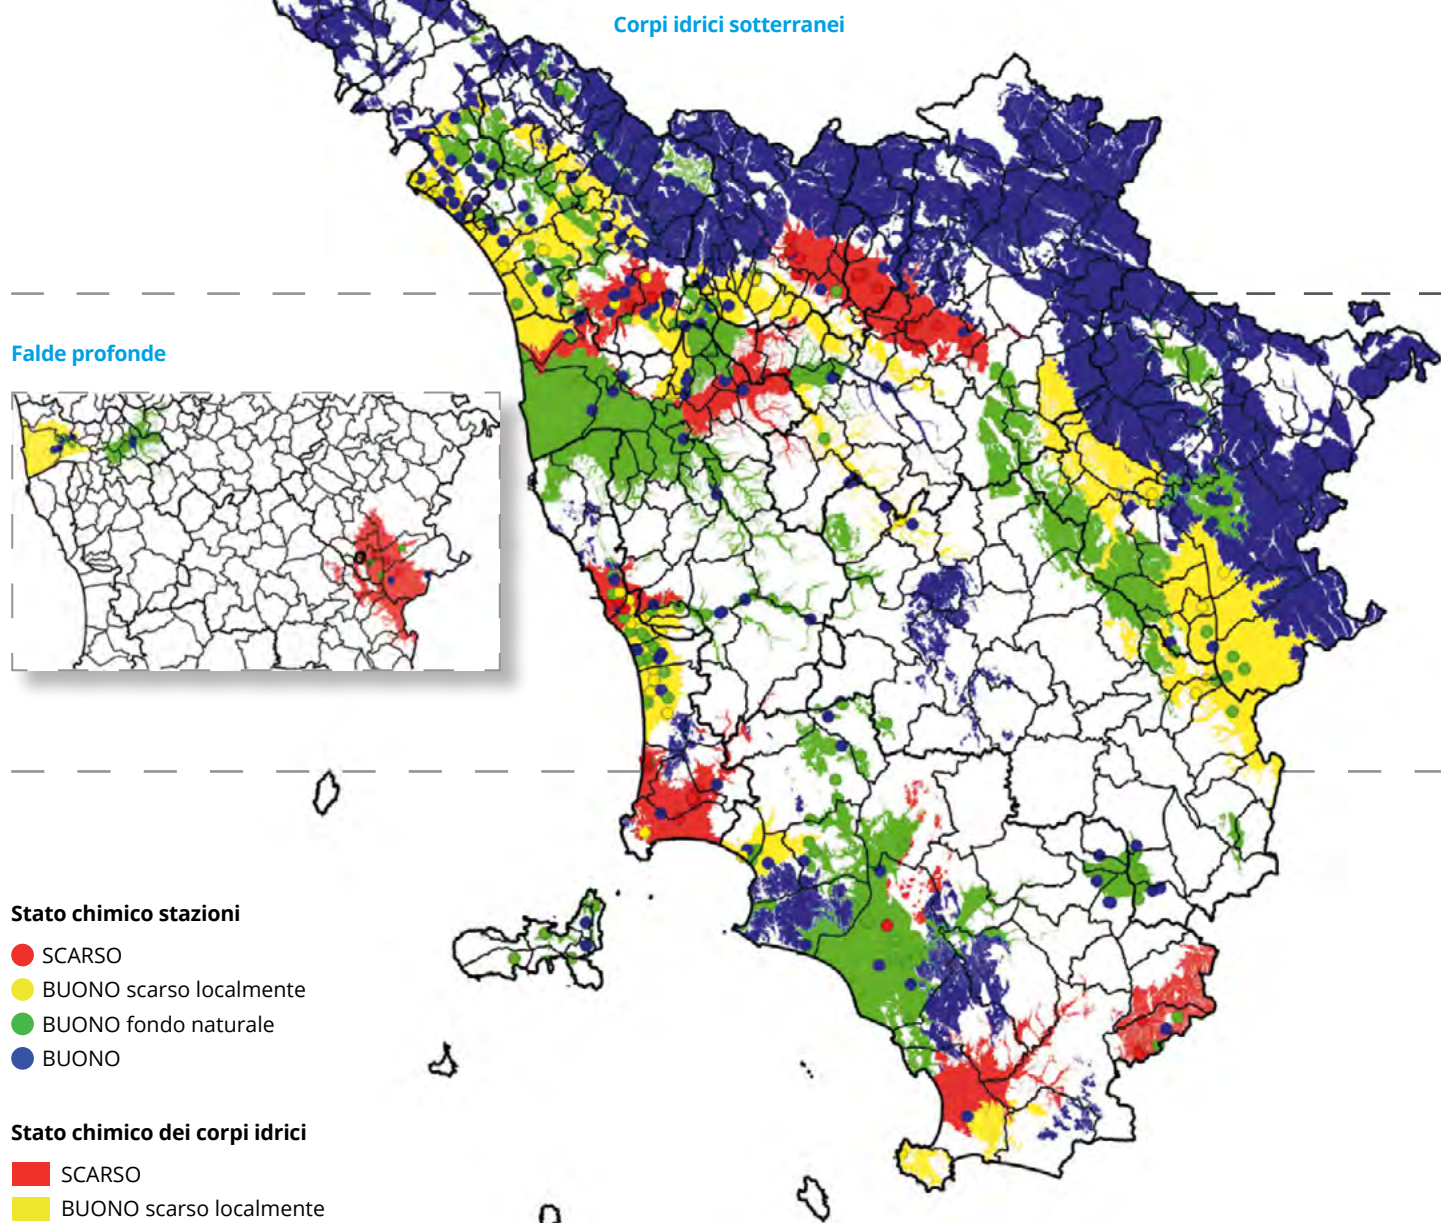 Corpi idrici sotterranei
Falde profonde
Stato chimico stazioni
SCARSO
BUONO scarso localmente
BUONO fondo naturale
BUONO
Stato chimico dei corpi idrici
SCARSO
BUONO scarso localmente